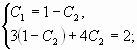 C₁ = 1 − C₂,
3(1 − C₂) + 4C₂ = 2;